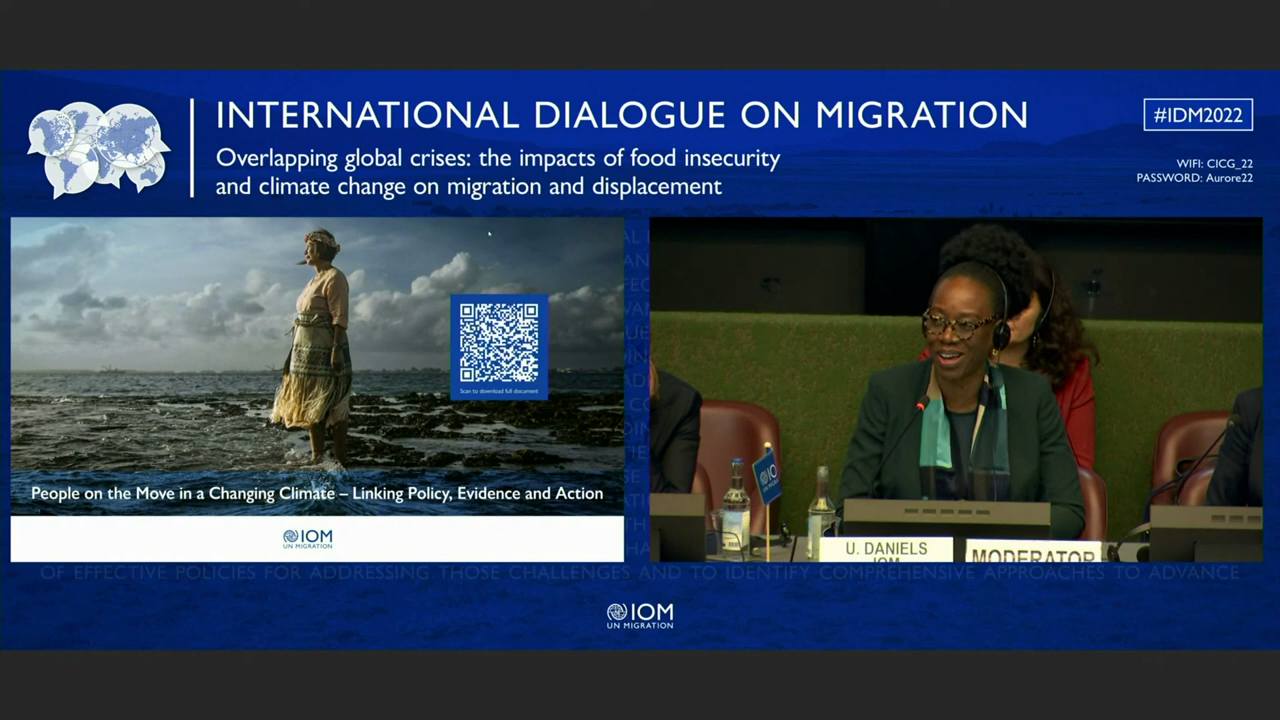 INTERNATIONAL DIALOGUE ON MIGRATION
Overlapping global crises: the impacts of food insecurity
and climate change on migration and displacement
#IDM2022
WIFI: CICG_22
PASSWORD: Aurore22
Scan to download full document
People on the Move in a Changing Climate – Linking Policy, Evidence and Action
IOM
UN MIGRATION
IO
U. DANIELS
IOM
MODERATOR
OF EFFECTIVE POLICIES FOR ADDRESSING THOSE CHALLENGES AND TO IDENTIFY COMPREHENSIVE APPROACHES TO ADVANCE
IOM
UN MIGRATION